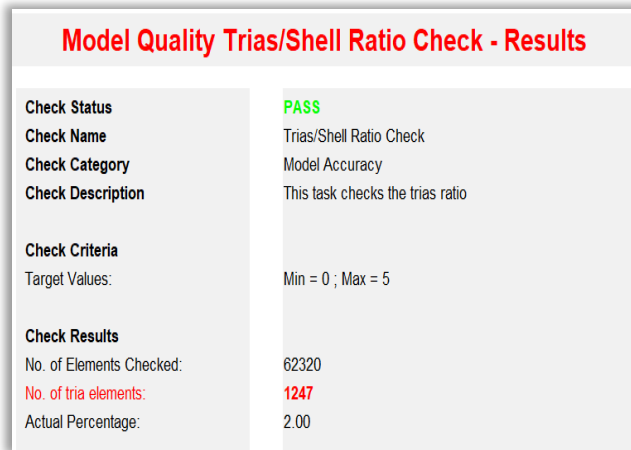 Model Quality Trias/Shell Ratio Check - Results
Check Status PASS
Check Name Trias/Shell Ratio Check
Check Category Model Accuracy
Check Description This task checks the trias ratio
Check Criteria
Target Values: Min = 0 ; Max = 5
Check Results
No. of Elements Checked: 62320
No. of tria elements: 1247
Actual Percentage: 2.00